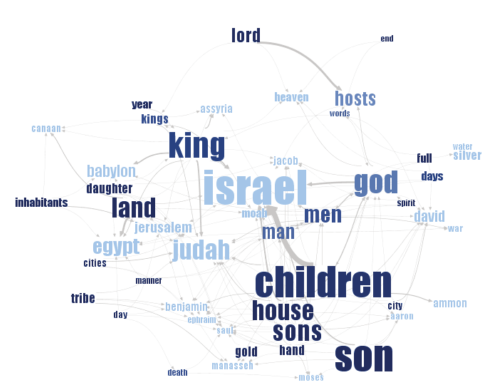 lord
end
heaven
hosts
words
year
kings
assyria
canaan
king
jacob
full
water
silver
babylon
daughter
israel
god
days
inhabitants
land
moab
men
spirit
david
jerusalem
man
war
egypt
judah
cities
children
manner
tribe
benjamin
house
city
ammon
day
ephraim
aaron
saul
sons
gold
hand
son
manasseh
death
moses